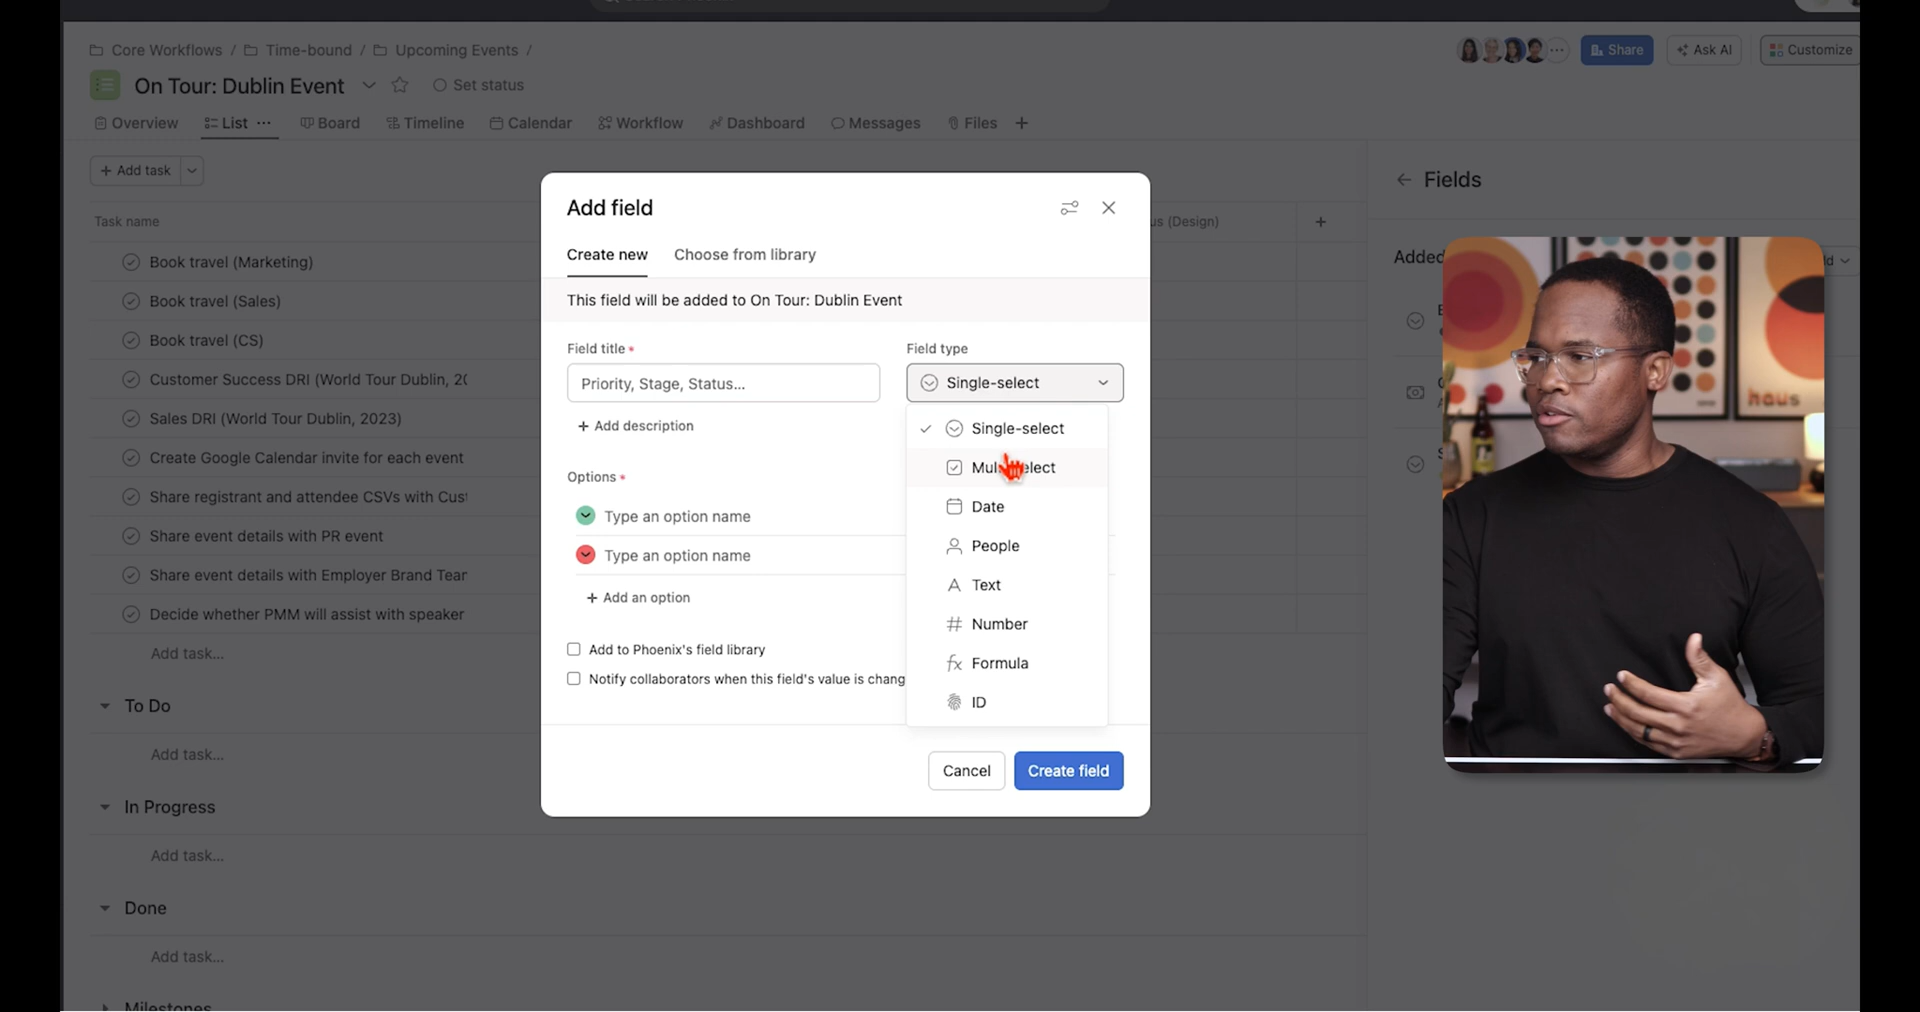 Core Workflows / Time-bound / Upcoming Events /
Share
Ask AI
Customize
On Tour: Dublin Event
Set status
Overview
List
Board
Timeline
Calendar
Workflow
Dashboard
Messages
Files
+ Add task
Fields
Task name
(Design)
Added
Book travel (Marketing)
Book travel (Sales)
Book travel (CS)
Customer Success DRI (World Tour Dublin, 20
Sales DRI (World Tour Dublin, 2023)
Create Google Calendar invite for each event
Share registrant and attendee CSVs with Cust
Share event details with PR event
Share event details with Employer Brand Tear
Decide whether PMM will assist with speaker
Add task...
To Do
Add task...
In Progress
Add task...
Done
Add task...
Milestones
Add field
Create new
Choose from library
This field will be added to On Tour: Dublin Event
Field title *
Field type
Priority, Stage, Status...
Single-select
+ Add description
Options *
Type an option name
Type an option name
+ Add an option
Add to Phoenix's field library
Notify collaborators when this field's value is chang
Single-select
Date
People
Text
# Number
fx Formula
ID
Cancel
Create field
haus